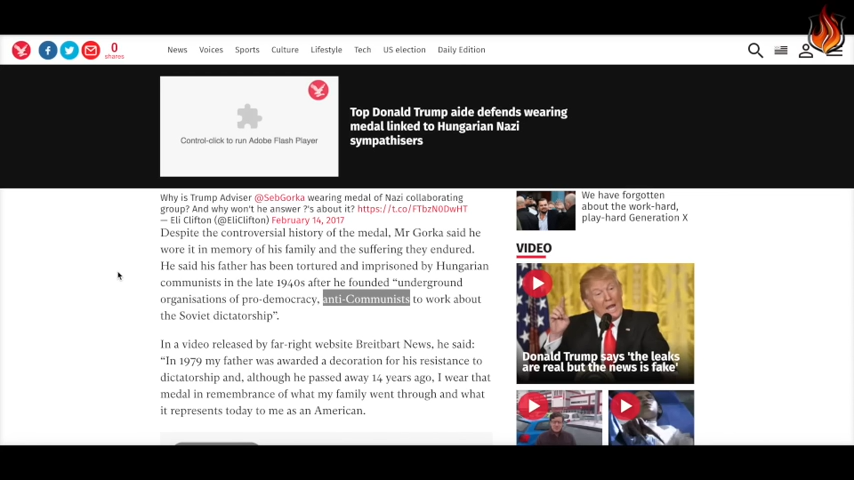 0
shares
News Voices Sports Culture Lifestyle Tech US election Daily Edition
Control-click to run Adobe Flash Player
Top Donald Trump aide defends wearing
medal linked to Hungarian Nazi
sympathisers
Why is Trump Adviser @SebGorka wearing medal of Nazi collaborating
group? And why won't he answer ?'s about it? https://t.co/FTbzN0DwHT
— Eli Clifton (@EliClifton) February 14, 2017
Despite the controversial history of the medal, Mr Gorka said he
wore it in memory of his family and the suffering they endured.
He said his father has been tortured and imprisoned by Hungarian
communists in the late 1940s after he founded “underground
organisations of pro-democracy, anti-Communists to work about
the Soviet dictatorship”.
In a video released by far-right website Breitbart News, he said:
“In 1979 my father was awarded a decoration for his resistance to
dictatorship and, although he passed away 14 years ago, I wear that
medal in remembrance of what my family went through and what
it represents today to me as an American.
We have forgotten
about the work-hard,
play-hard Generation X
VIDEO
Donald Trump says 'the leaks
are real but the news is fake'